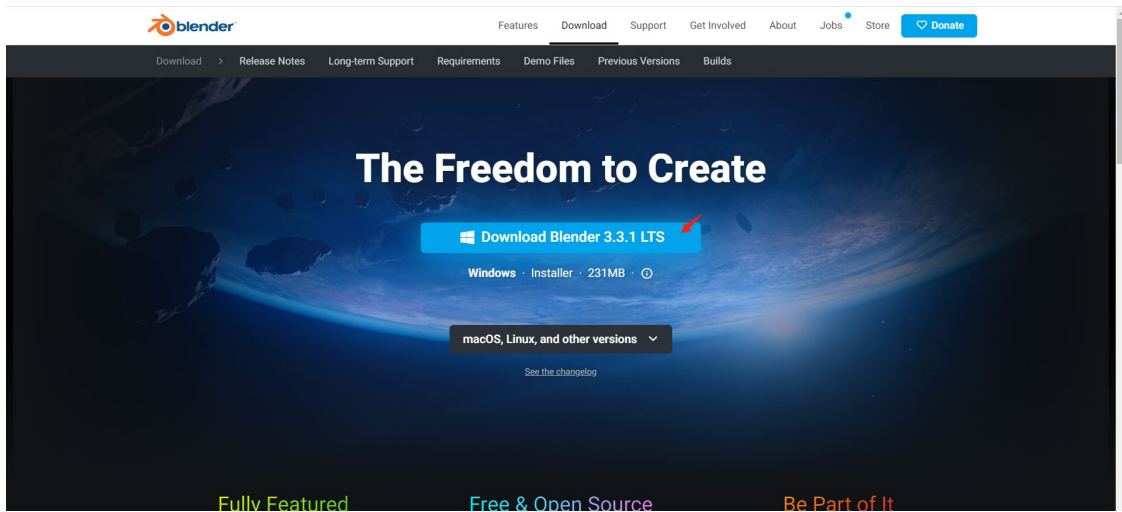 blender
Features Download Support Get Involved About Jobs Store Donate
Download > Release Notes Long-term Support Requirements Demo Files Previous Versions Builds
The Freedom to Create
Download Blender 3.3.1 LTS
Windows · Installer · 231MB ·
macOS, Linux, and other versions
See the changelog
Fully Featured Free & Open Source Be Part of It